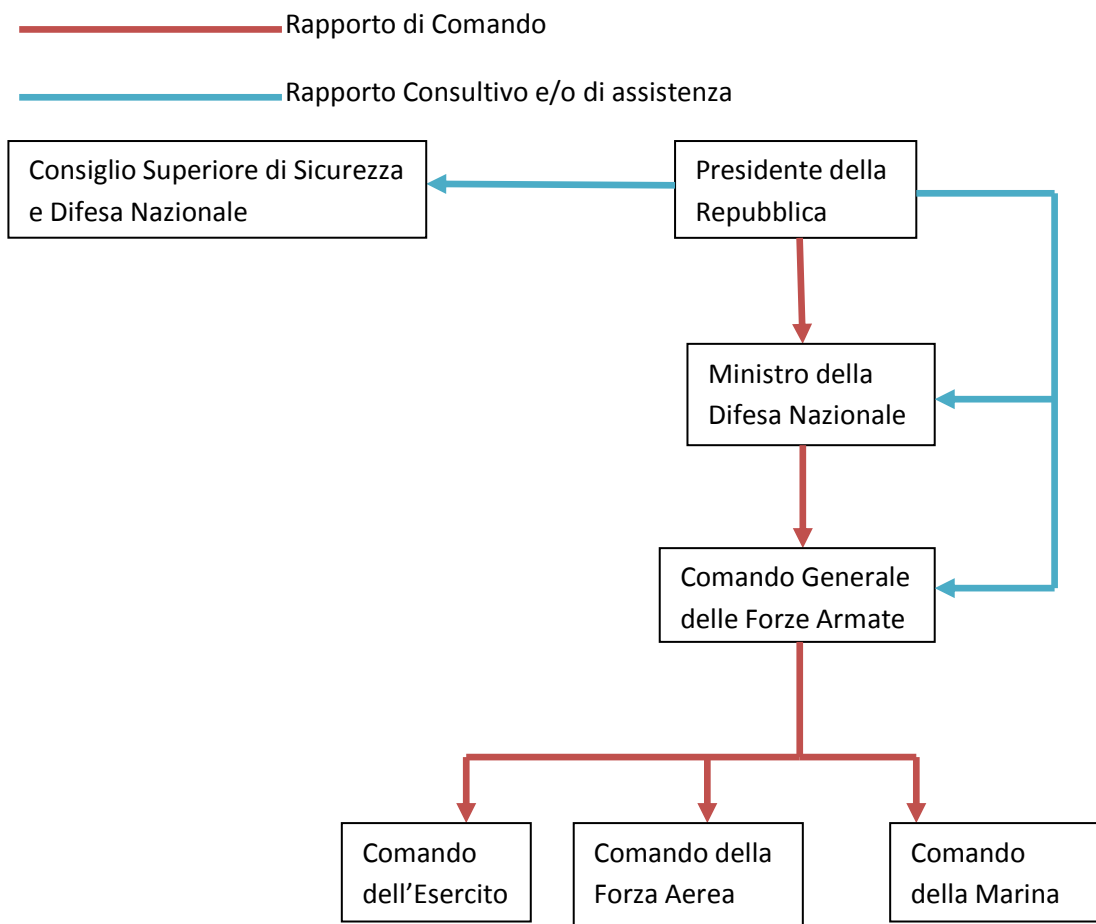 Rapporto di Comando
Rapporto Consultivo e/o di assistenza
Consiglio Superiore di Sicurezza
e Difesa Nazionale
Presidente della
Repubblica
Ministro della
Difesa Nazionale
Comando Generale
delle Forze Armate
Comando
dell’Esercito
Comando della
Forza Aerea
Comando
della Marina